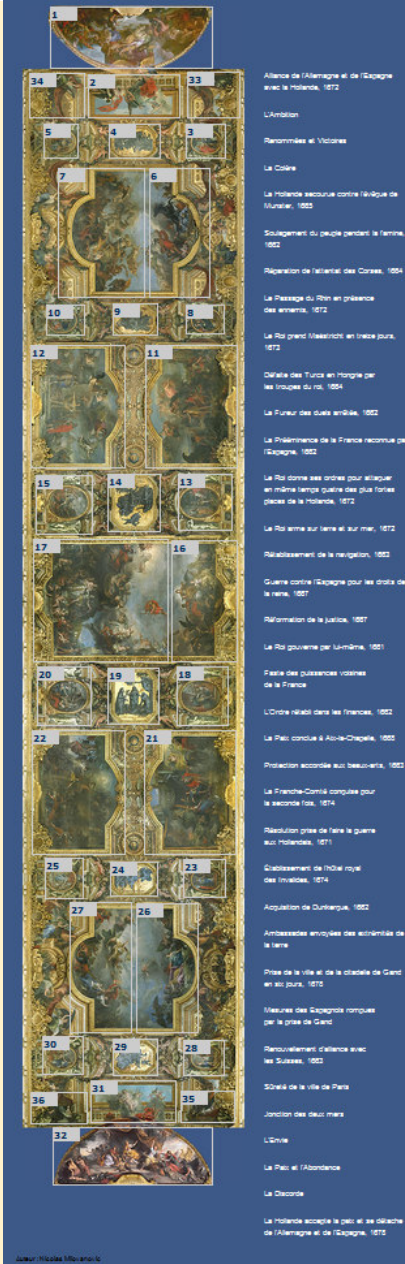 1
34
2
33
5
4
3
7
6
10
9
8
12
11
15
14
13
17
16
20
19
18
22
21
25
24
23
27
26
30
29
28
31
36
35
32
Alliance de l'Allemagne et de l'Espagne
avec la Hollande, 1672
L'Ambition
Renommées et Victoires
La Colère
La Hollande secourue contre l'évêque de
Munster, 1665
Soulagement du peuple pendant la famine,
1662
Réparation de l'attentat des Corses, 1664
Le Passage du Rhin en présence
des ennemis, 1672
Le Roi prend Maëstricht en treize jours,
1673
Défaite des Turcs en Hongrie par
les troupes du roi, 1664
La Fureur des duels arrêtée, 1662
La Prééminence de la France reconnue par
l'Espagne, 1662
Le Roi donne ses ordres pour attaquer
en même temps quatre des plus fortes
places de la Hollande, 1672
Le Roi arme sur terre et sur mer, 1672
Rétablissement de la navigation, 1663
Guerre contre l'Espagne pour les droits de
la reine, 1667
Réformation de la justice, 1667
Le Roi gouverne par lui-même, 1661
Faste des puissances voisines
de la France
L'Ordre rétabli dans les finances, 1662
La Paix conclue à Aix-la-Chapelle, 1668
Protection accordée aux beaux-arts, 1663
La Franche-Comté conquise pour
la seconde fois, 1674
Résolution prise de faire la guerre
aux Hollandais, 1671
Établissement de l'hôtel royal
des Invalides, 1674
Acquisition de Dunkerque, 1662
Ambassades envoyées des extrémités de
la terre
Prise de la ville et de la citadelle de Gand
en six jours, 1678
Mesures des Espagnols rompues
par la prise de Gand
Renouvellement d'alliance avec
les Suisses, 1663
Sûreté de la ville de Paris
Jonction des deux mers
L'Envie
La Paix et l'Abondance
La Discorde
La Hollande accepte la paix et se détache
de l'Allemagne et de l'Espagne, 1678
Auteur: Nicolas Milovanovic